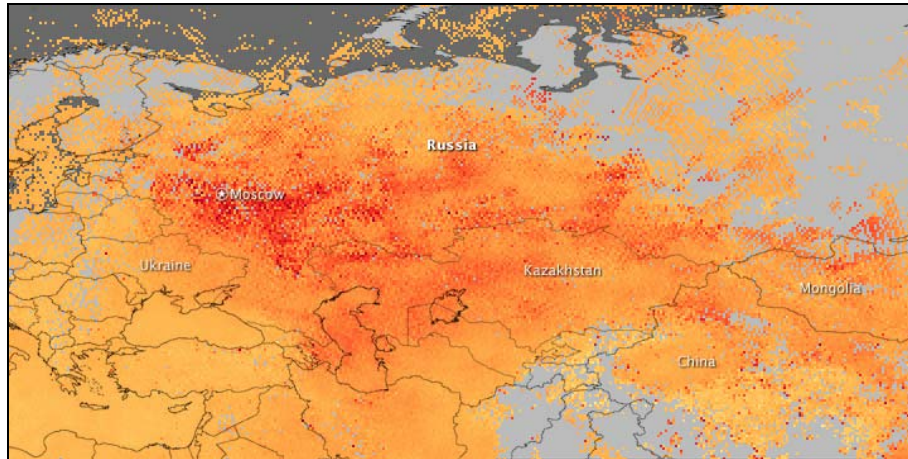 Russia
Moscow
Ukraine
Kazakhstan
Mongolia
China